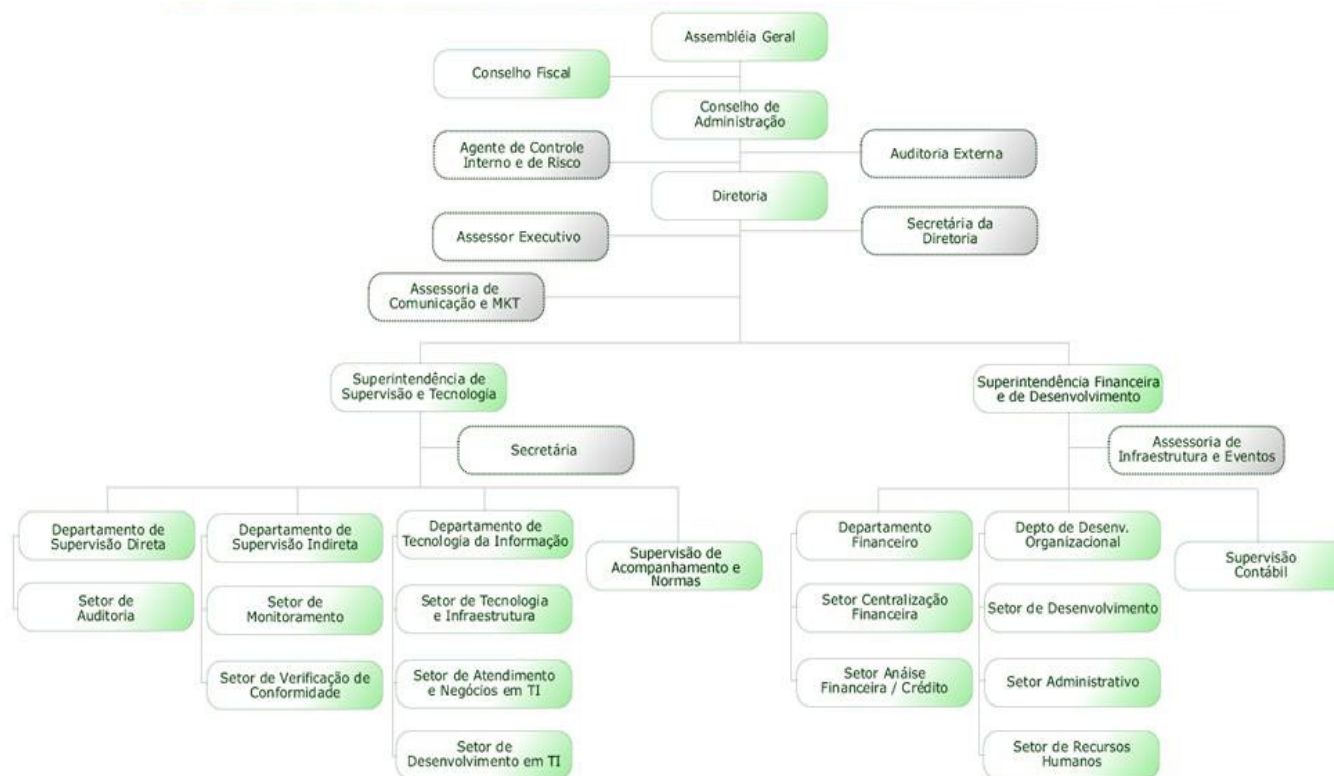 Assembléia Geral
Conselho Fiscal
Conselho de
Administração
Agente de Controle
Interno e de Risco
Auditoria Externa
Diretoria
Assessor Executivo
Secretária da
Diretoria
Assessoria de
Comunicação e MKT
Superintendência de
Supervisão e Tecnologia
Superintendência Financeira
e de Desenvolvimento
Secretária
Assessoria de
Infraestrutura e Eventos
Departamento de
Supervisão Direta
Departamento de
Supervisão Indireta
Departamento de
Tecnologia da Informação
Supervisão de
Acompanhamento e
Normas
Departamento
Financeiro
Depto de Desenv.
Organizacional
Supervisão
Contábil
Setor de
Auditoria
Setor de
Monitoramento
Setor de Tecnologia
e Infraestrutura
Setor Centralização
Financeira
Setor de Desenvolvimento
Setor de Verificação de
Conformidade
Setor de Atendimento
e Negócios em TI
Setor Anáise
Financeira / Crédito
Setor Administrativo
Setor de
Desenvolvimento em TI
Setor de Recursos
Humanos